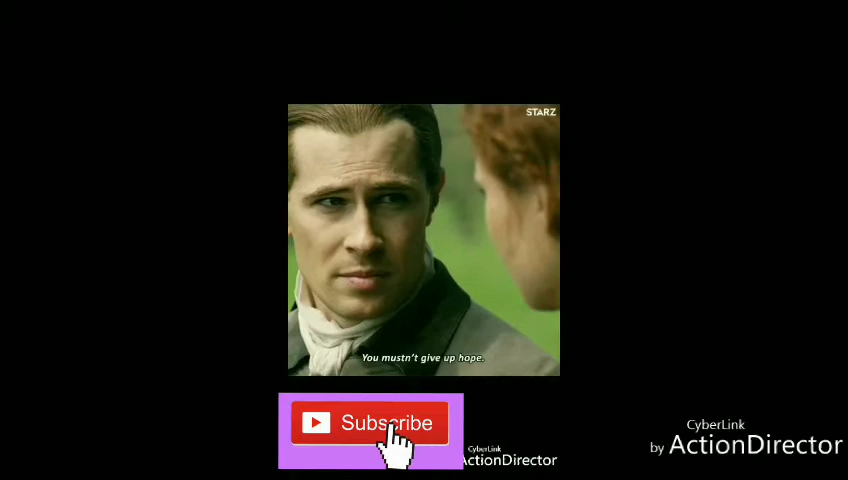 STARZ
You mustn't give up hope.
Subscribe
CyberLink
ActionDirector
CyberLink
by ActionDirector